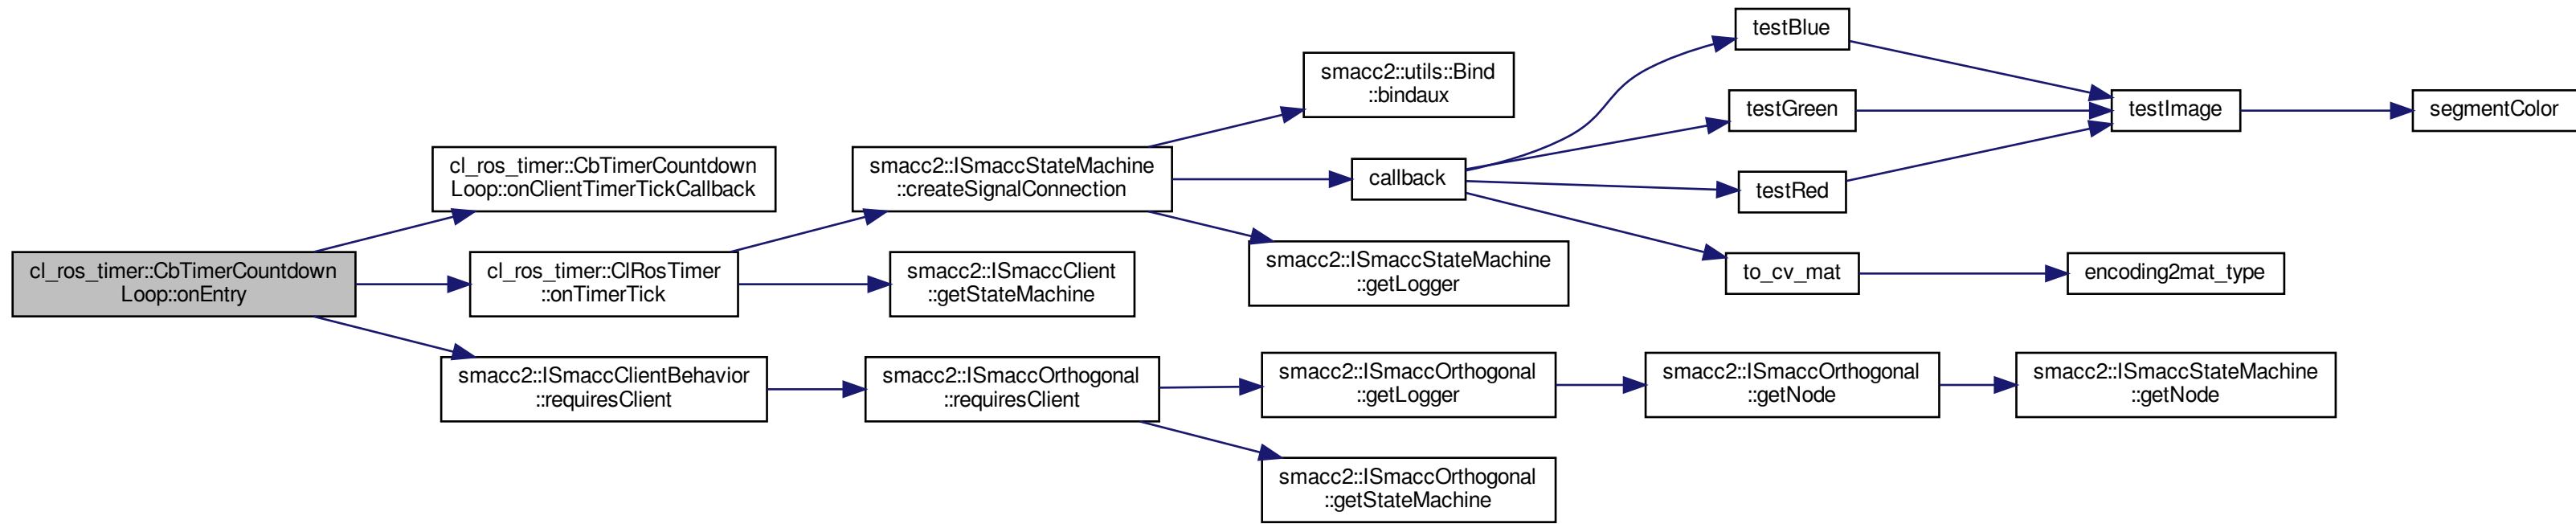 cl_ros_timer::CbTimerCountdown
Loop::onEntry
cl_ros_timer::CbTimerCountdown
Loop::onClientTimerTickCallback
cl_ros_timer::ClRosTimer
::onTimerTick
smacc2::ISmaccClientBehavior
::requiresClient
smacc2::ISmaccStateMachine
::createSignalConnection
smacc2::ISmaccClient
::getStateMachine
smacc2::ISmaccOrthogonal
::requiresClient
smacc2::utils::Bind
::bindaux
callback
smacc2::ISmaccStateMachine
::getLogger
smacc2::ISmaccOrthogonal
::getLogger
smacc2::ISmaccOrthogonal
::getStateMachine
testBlue
testGreen
testRed
to_cv_mat
smacc2::ISmaccOrthogonal
::getNode
testImage
encoding2mat_type
smacc2::ISmaccStateMachine
::getNode
segmentColor